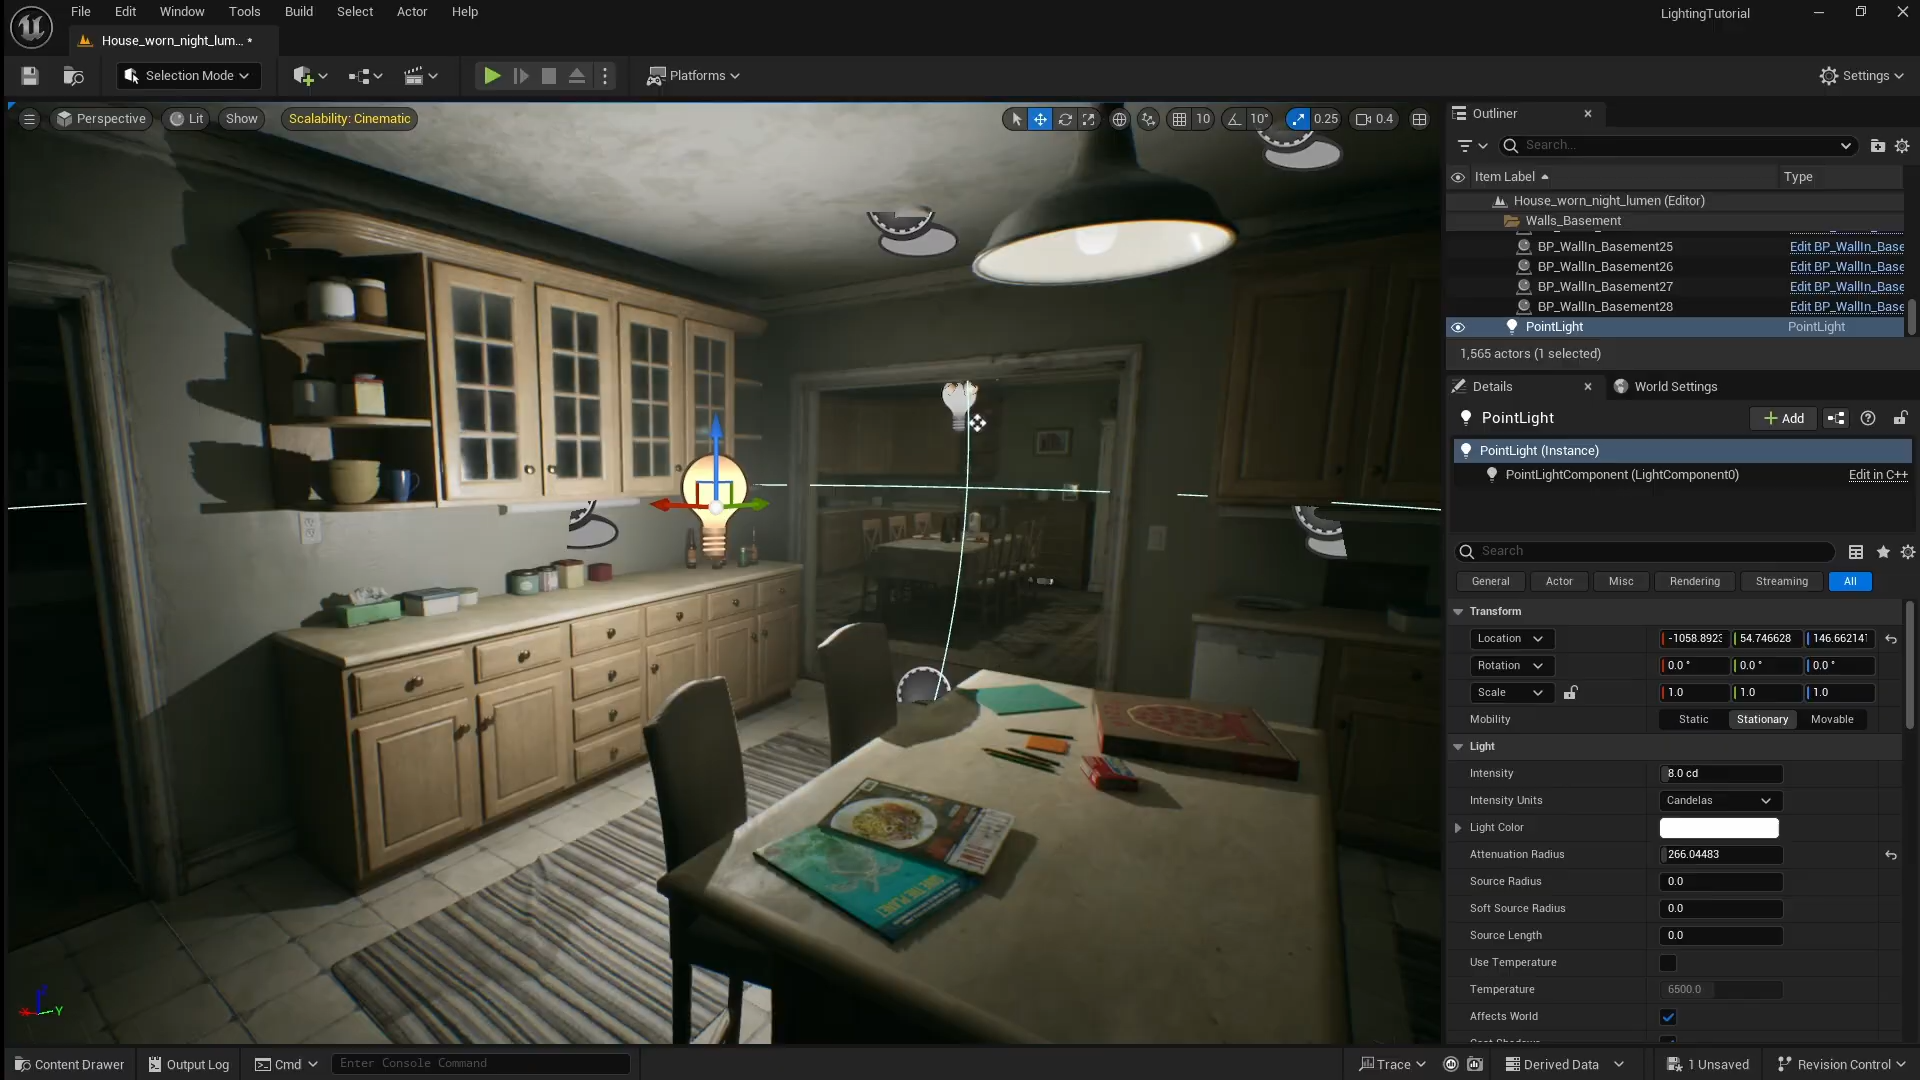 File Edit Window Tools Build Select Actor Help
LightingTutorial
House_worn_night_lum... •
Selection Mode
Platforms
Settings
Perspective Lit Show Scalability: Cinematic
10 10° 0.25 0.4
Outliner
Search...
Item Label Type
House_worn_night_lumen (Editor)
Walls_Basement
BP_WallIn_Basement25 Edit BP_WallIn_Base
BP_WallIn_Basement26 Edit BP_WallIn_Base
BP_WallIn_Basement27 Edit BP_WallIn_Base
BP_WallIn_Basement28 Edit BP_WallIn_Base
PointLight PointLight
1,565 actors (1 selected)
Details World Settings
PointLight
Add
PointLight (Instance)
PointLightComponent (LightComponent0) Edit in C++
Search
General Actor Misc Rendering Streaming All
Transform
Location -1058.8923 54.746628 146.662141
Rotation 0.0 ° 0.0 ° 0.0 °
Scale 1.0 1.0 1.0
Mobility Static Stationary Movable
Light
Intensity 8.0 cd
Intensity Units Candelas
Light Color
Attenuation Radius 266.04483
Source Radius 0.0
Soft Source Radius 0.0
Source Length 0.0
Use Temperature
Temperature 6500.0
Affects World
SAVE THE PLANET
X Y
Content Drawer Output Log Cmd Enter Console Command
Trace Derived Data 1 Unsaved Revision Control